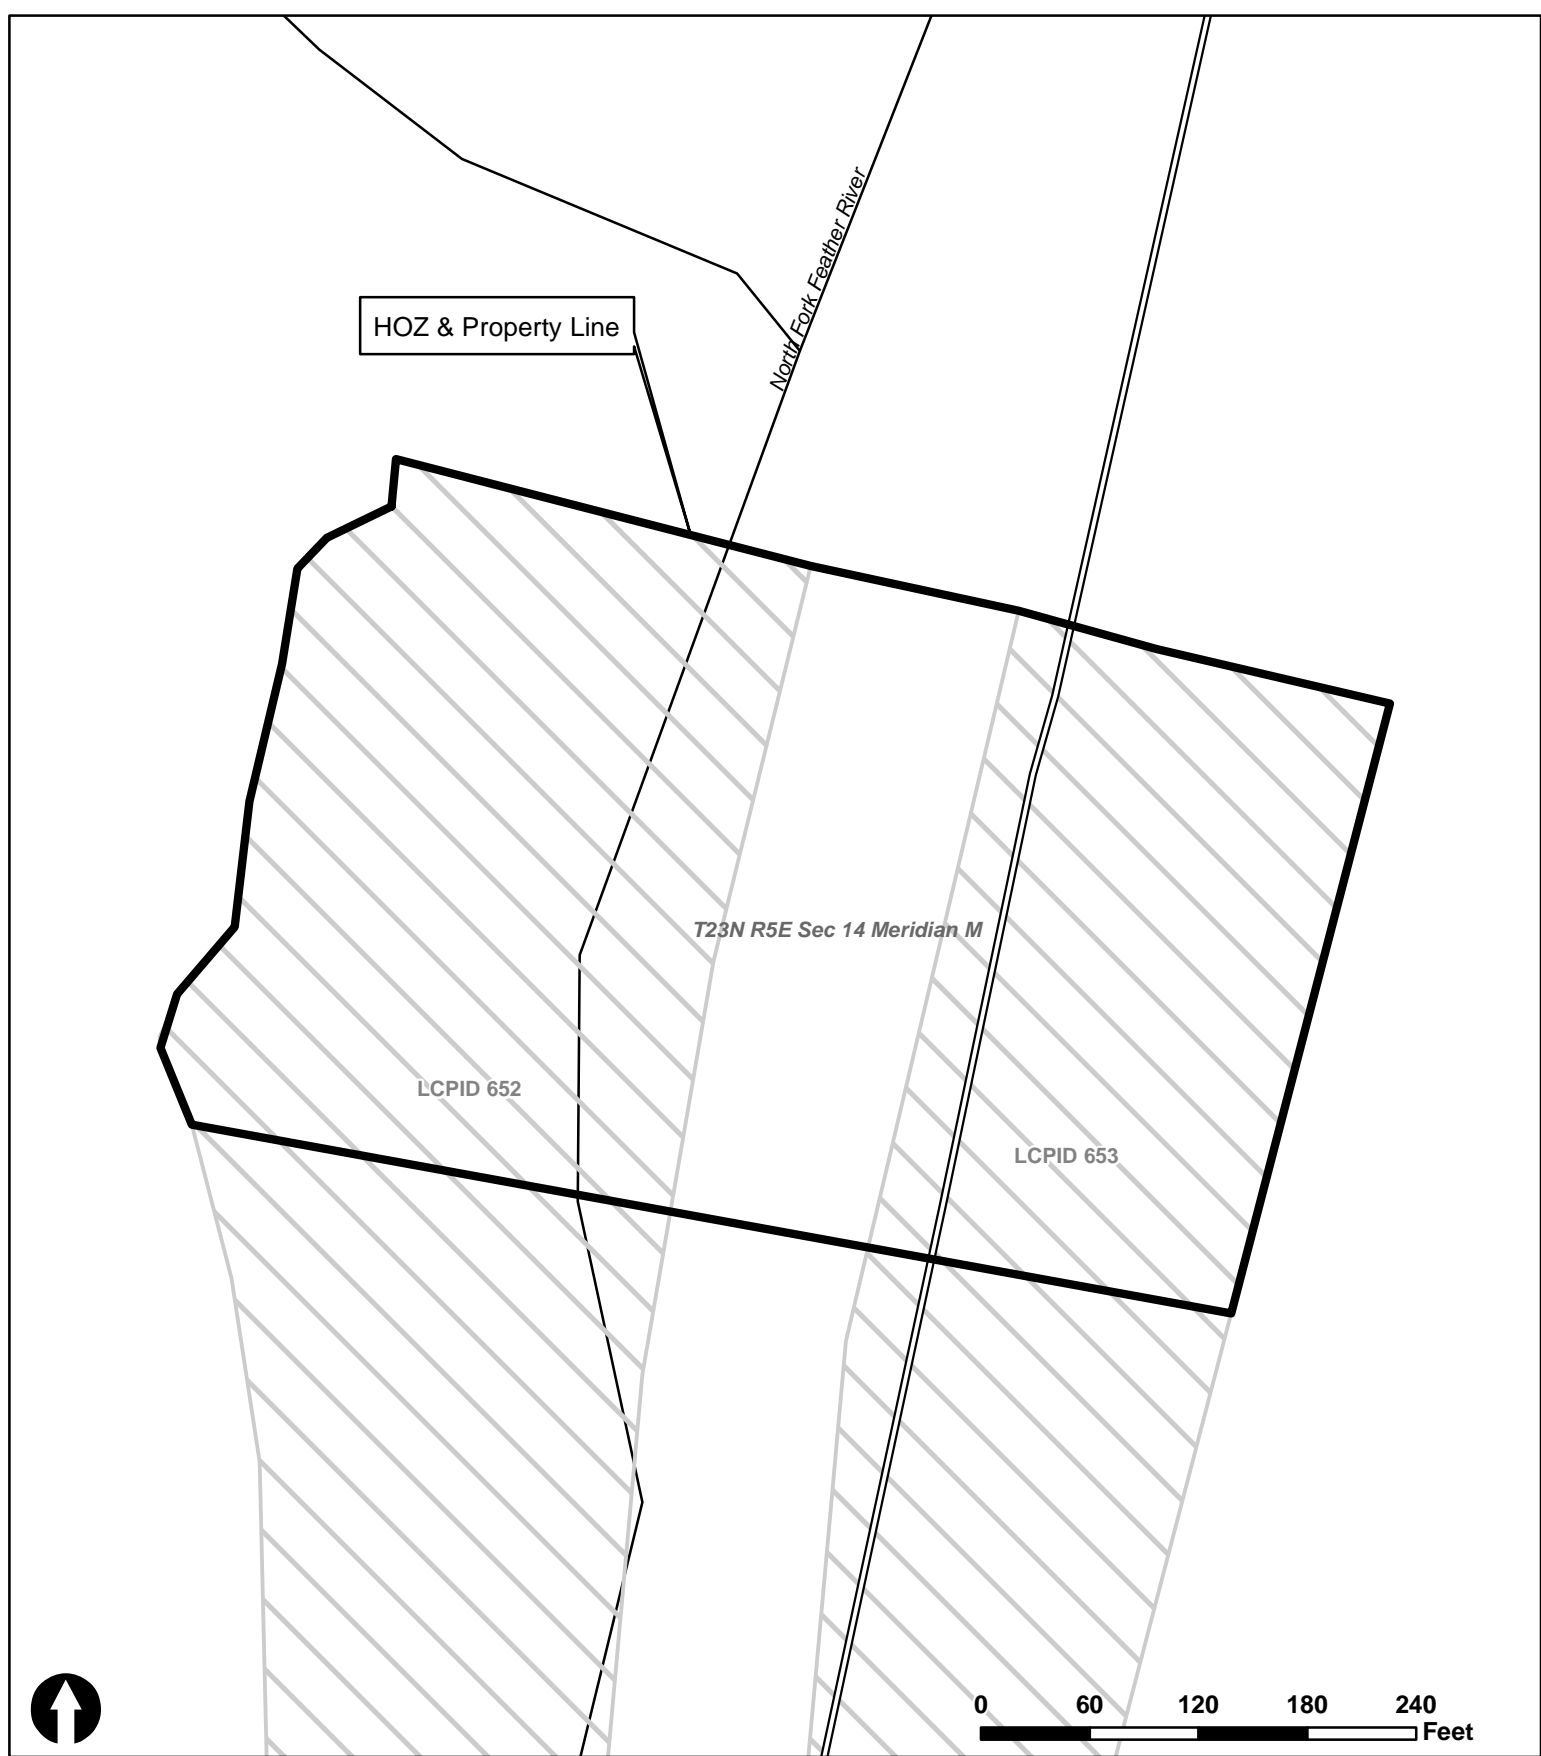 North Fork Feather River
HOZ & Property Line
T23N R5E Sec 14 Meridian M
LCPID 652
LCPID 653
0 60 120 180 240
Feet